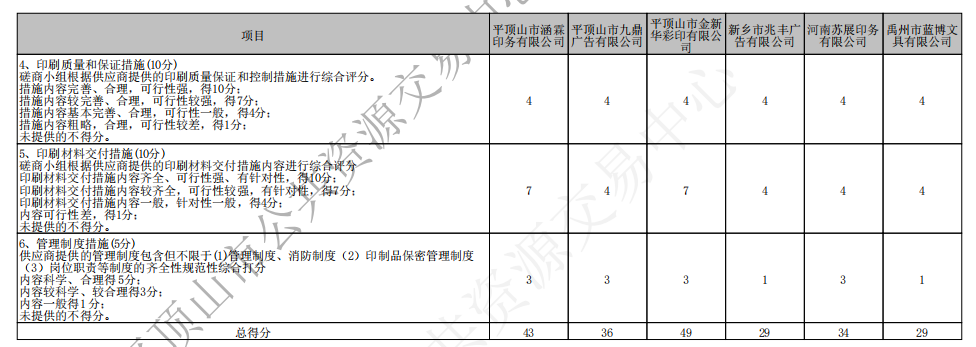 项目
平顶山市涵霖印务有限公司
平顶山市九鼎广告有限公司
平顶山市金新华彩印有限公司
新乡市兆丰广告有限公司
河南苏展印务有限公司
禹州市蓝博文具有限公司
4、印刷质量和保证措施(10分)
磋商小组根据供应商提供的印刷质量保证和控制措施进行综合评分。
措施内容完善、合理，可行性强，得10分；
措施内容较完善、合理，可行性较强，得7分；
措施内容基本完善、合理，可行性一般，得4分；
措施内容粗略，合理，可行性较差，得1分；
未提供的不得分。
4 4 4 4 4 4
5、印刷材料交付措施(10分)
磋商小组根据供应商提供的印刷材料交付措施内容进行综合评分
印刷材料交付措施内容齐全、可行性强、有针对性，得10分；
印刷材料交付措施内容较齐全，可行性较强，有针对性，得7分；
印刷材料交付措施内容一般，针对性一般，得4分；
内容可行性差，得1分；
未提供的不得分。
7 4 7 4 4 4
6、管理制度措施(5分)
供应商提供的管理制度包含但不限于(1)管理制度、消防制度（2）印制品保密管理制度
（3）岗位职责等制度的齐全性规范性综合打分
内容科学、合理得5分；
内容较科学、较合理得3分；
内容一般得1分；
未提供的不得分。
3 3 3 1 3 1
总得分 43 36 49 29 34 29
平顶山市公共资源交易中心
共资源交易中心